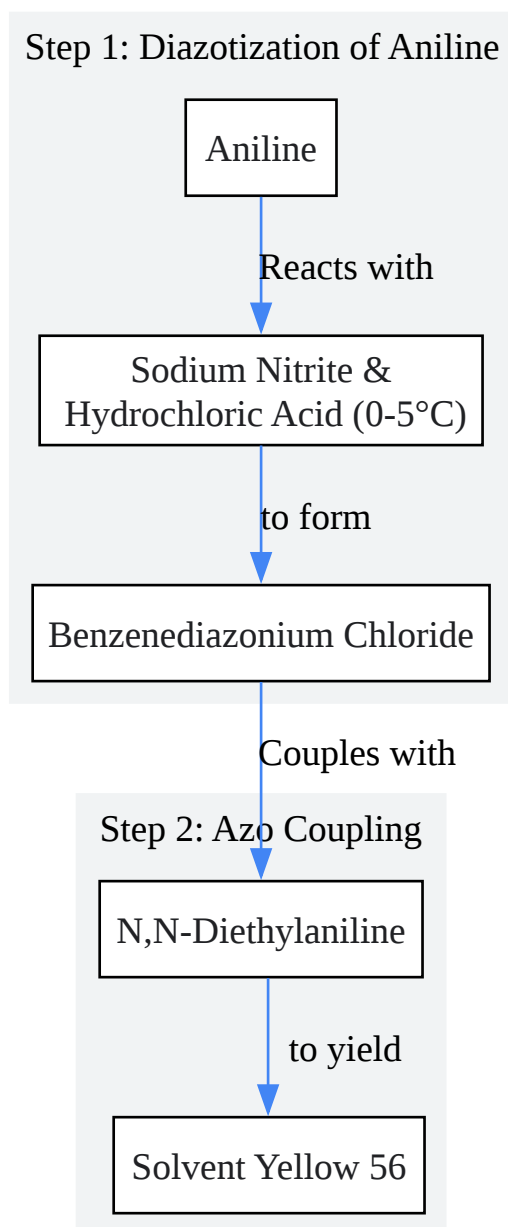 Step 1: Diazotization of Aniline
Aniline
Reacts with
Sodium Nitrite &
Hydrochloric Acid (0-5°C)
to form
Benzenediazonium Chloride
Couples with
Step 2: Azo Coupling
N,N-Diethylaniline
to yield
Solvent Yellow 56